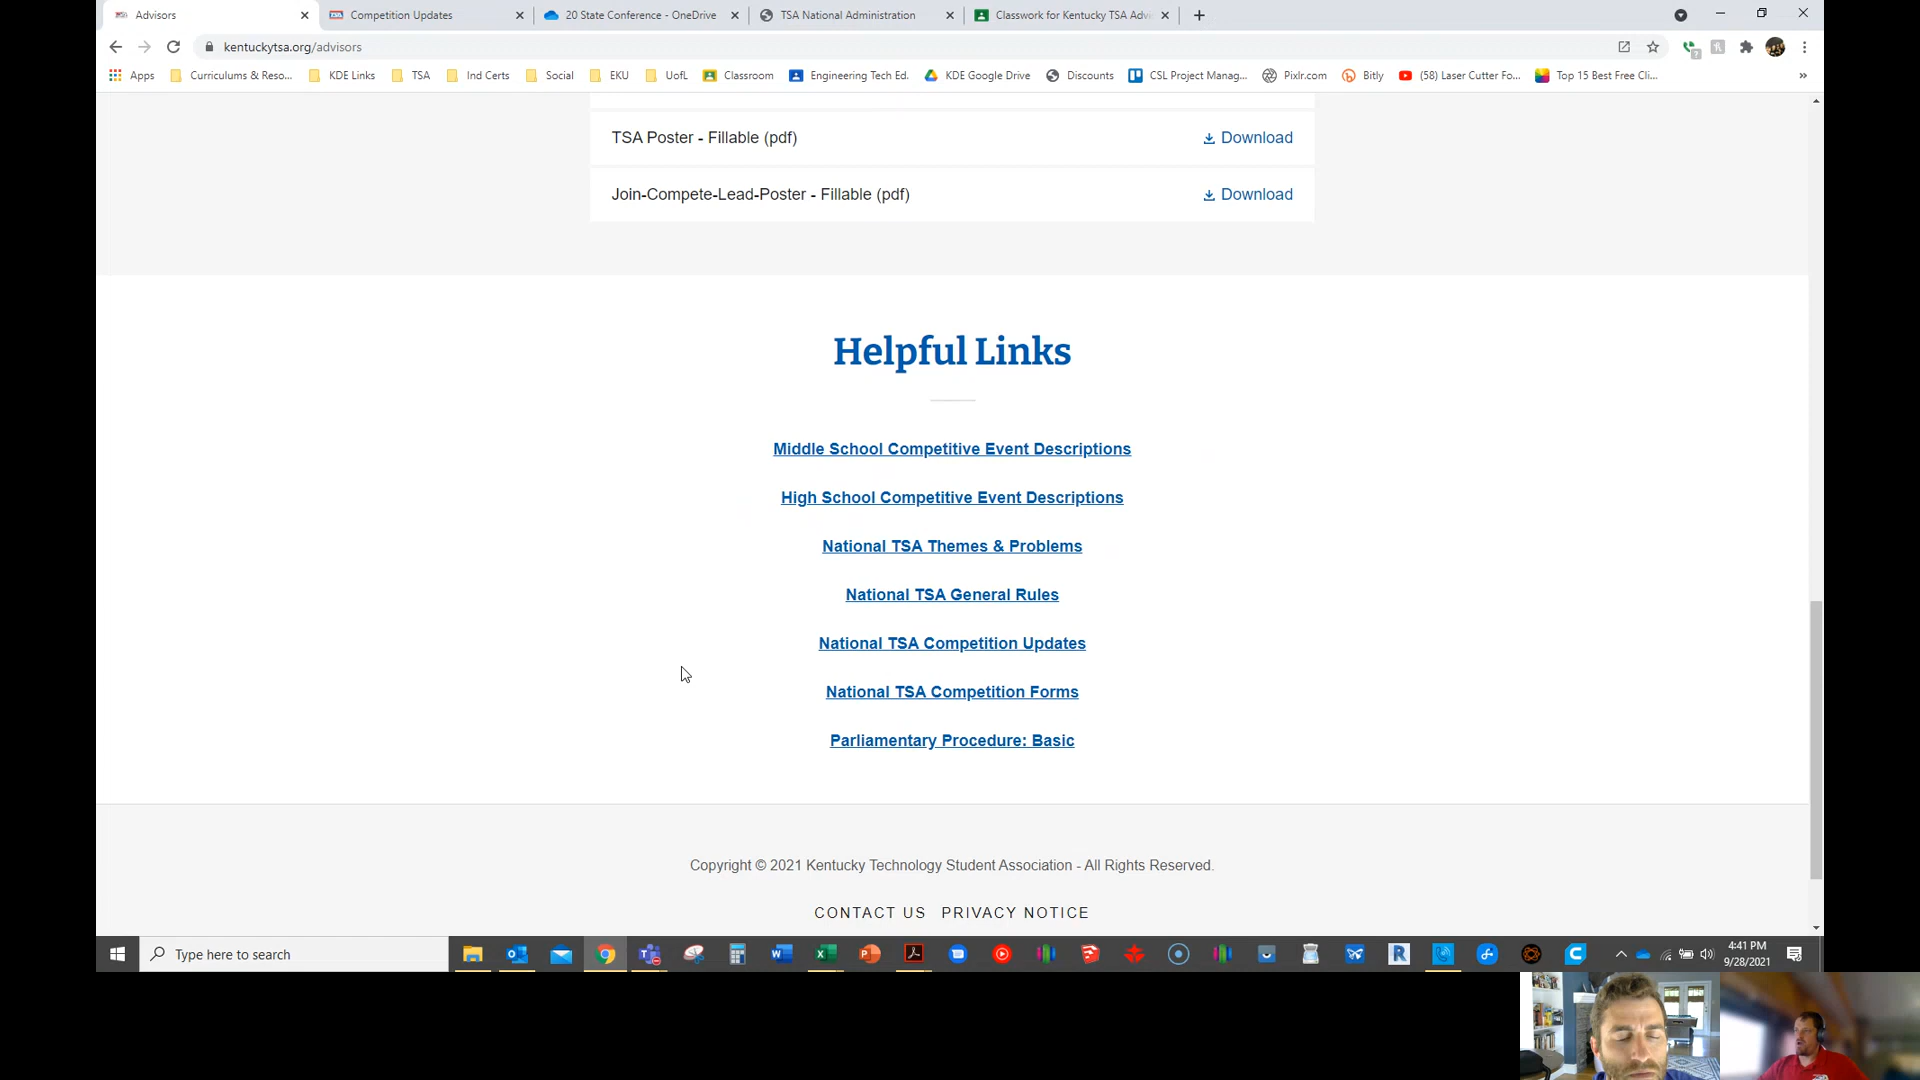 Advisors
Competition Updates
20 State Conference - OneDrive
TSA National Administration
Classwork for Kentucky TSA Advi
kentuckytsa.org/advisors
Apps
Curriculums & Reso...
KDE Links
TSA
Ind Certs
Social
EKU
UofL
Classroom
Engineering Tech Ed.
KDE Google Drive
Discounts
CSL Project Manag...
Pixlr.com
Bitly
(58) Laser Cutter Fo...
Top 15 Best Free Cli...
TSA Poster - Fillable (pdf)
Download
Join-Compete-Lead-Poster - Fillable (pdf)
Download
Helpful Links
Middle School Competitive Event Descriptions
High School Competitive Event Descriptions
National TSA Themes & Problems
National TSA General Rules
National TSA Competition Updates
National TSA Competition Forms
Parliamentary Procedure: Basic
Copyright © 2021 Kentucky Technology Student Association - All Rights Reserved.
CONTACT US PRIVACY NOTICE
Type here to search
4:41 PM
9/28/2021